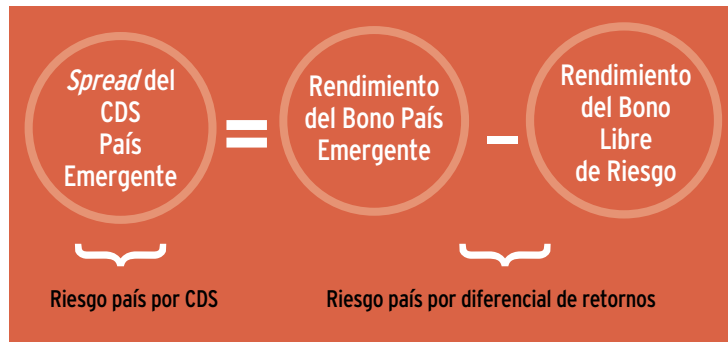 Spread del
CDS
País
Emergente
=
Rendimiento
del Bono País
Emergente
–
Rendimiento
del Bono
Libre
de Riesgo
Riesgo país por CDS
Riesgo país por diferencial de retornos